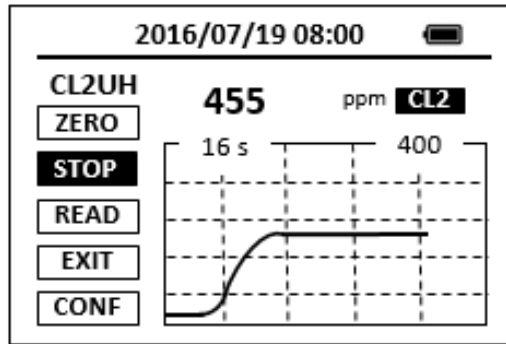 2016/07/19 08:00
CL2UH
455 ppm CL2
ZERO
16 s 400
STOP
READ
EXIT
CONF